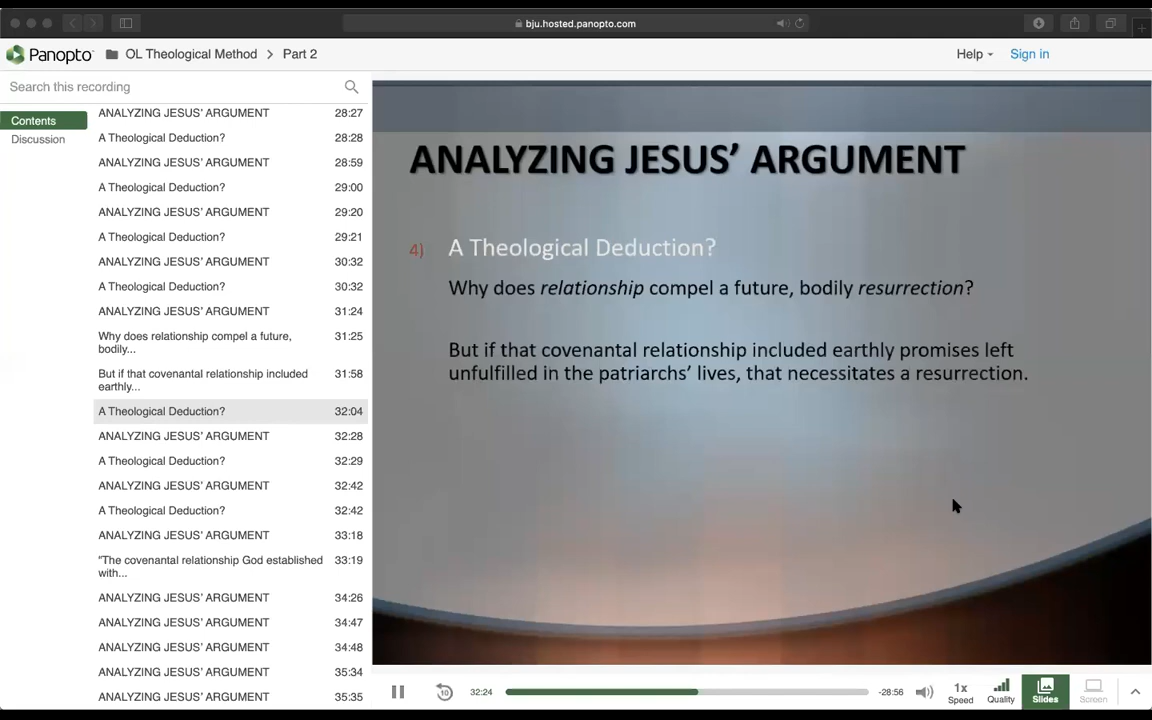 bju.hosted.panopto.com
Panopto
OL Theological Method > Part 2
Help
Sign in
Search this recording
Contents
Discussion
ANALYZING JESUS' ARGUMENT 28:27
A Theological Deduction? 28:28
ANALYZING JESUS' ARGUMENT 28:59
A Theological Deduction? 29:00
ANALYZING JESUS' ARGUMENT 29:20
A Theological Deduction? 29:21
ANALYZING JESUS' ARGUMENT 30:32
A Theological Deduction? 30:32
ANALYZING JESUS' ARGUMENT 31:24
Why does relationship compel a future, 31:25
bodily...
But if that covenantal relationship included 31:58
earthly...
A Theological Deduction? 32:04
ANALYZING JESUS' ARGUMENT 32:28
A Theological Deduction? 32:29
ANALYZING JESUS' ARGUMENT 32:42
A Theological Deduction? 32:42
ANALYZING JESUS' ARGUMENT 33:18
"The covenantal relationship God established 33:19
with...
ANALYZING JESUS' ARGUMENT 34:26
ANALYZING JESUS' ARGUMENT 34:47
ANALYZING JESUS' ARGUMENT 34:48
ANALYZING JESUS' ARGUMENT 35:34
ANALYZING JESUS' ARGUMENT 35:35
ANALYZING JESUS' ARGUMENT
4) A Theological Deduction?
Why does relationship compel a future, bodily resurrection?
But if that covenantal relationship included earthly promises left
unfulfilled in the patriarchs' lives, that necessitates a resurrection.
10
32:24
-28:56
1x
Speed
Quality
Slides
Screen